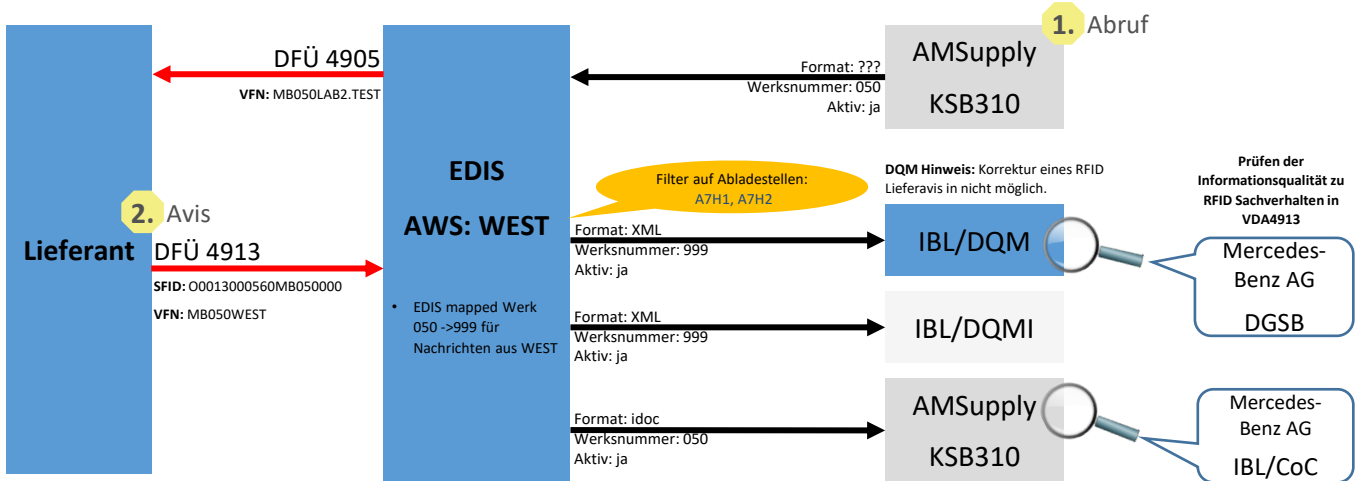 1. Abruf
AMSupply
KSB310
Format: ???
Werksnummer: 050
Aktiv: ja
DFÜ 4905
VFN: MB050LAB2.TEST
EDIS
AWS: WEST
• EDIS mapped Werk
050 ->999 für
Nachrichten aus WEST
Lieferant
2. Avis
DFÜ 4913
SFID: O0013000560MB050000
VFN: MB050WEST
Filter auf Abladestellen:
A7H1, A7H2
Format: XML
Werksnummer: 999
Aktiv: ja
DQM Hinweis: Korrektur eines RFID
Lieferavis in nicht möglich.
IBL/DQM
Prüfen der
Informationsqualität zu
RFID Sachverhalten in
VDA4913
Mercedes-
Benz AG
DGSB
Format: XML
Werksnummer: 999
Aktiv: ja
IBL/DQMI
Format: idoc
Werksnummer: 050
Aktiv: ja
AMSupply
KSB310
Mercedes-
Benz AG
IBL/CoC